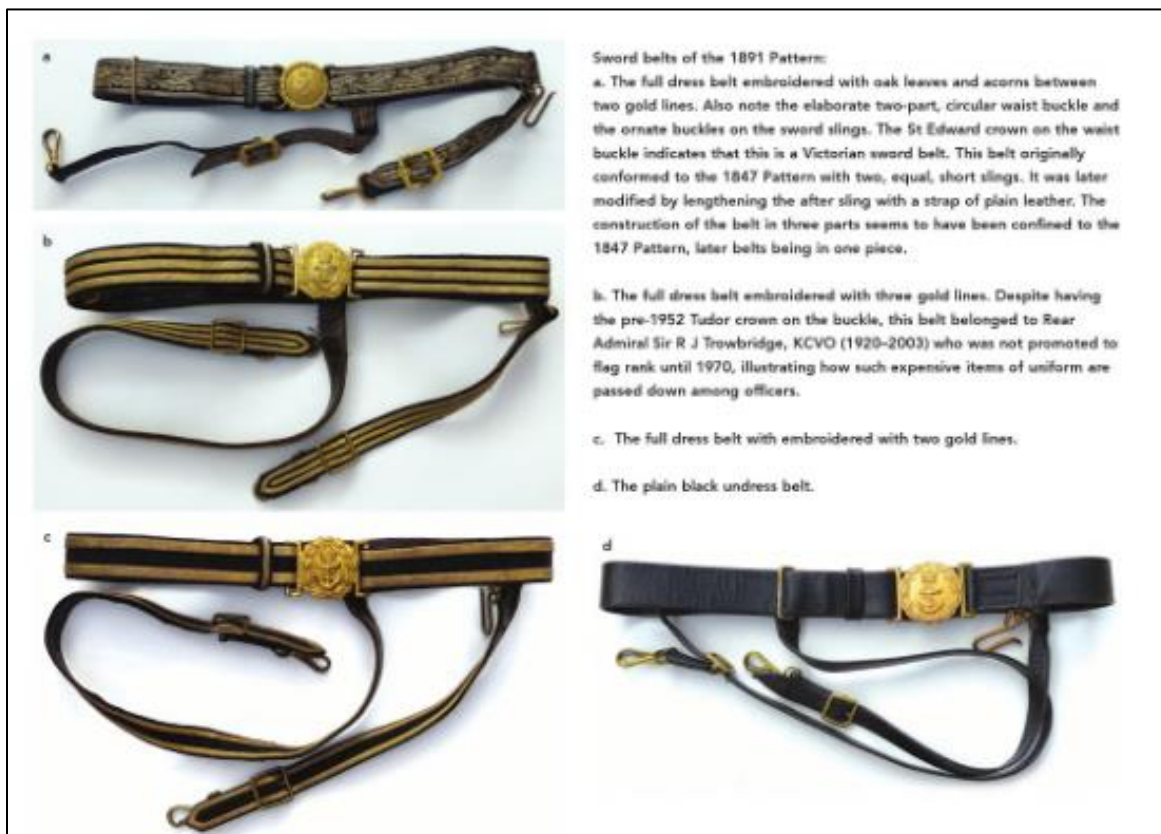 a
Sword belts of the 1891 Pattern:
a. The full dress belt embroidered with oak leaves and acorns between
two gold lines. Also note the elaborate two-part, circular waist buckle and
the ornate buckles on the sword slings. The St Edward crown on the waist
buckle indicates that this is a Victorian sword belt. This belt originally
conformed to the 1847 Pattern with two, equal, short slings. It was later
modified by lengthening the after sling with a strap of plain leather. The
construction of the belt in three parts seems to have been confined to the
1847 Pattern, later belts being in one piece.
b
b. The full dress belt embroidered with three gold lines. Despite having
the pre-1952 Tudor crown on the buckle, this belt belonged to Rear
Admiral Sir R J Trowbridge, KCVO (1920–2003) who was not promoted to
flag rank until 1970, illustrating how such expensive items of uniform are
passed down among officers.
c. The full dress belt with embroidered with two gold lines.
d. The plain black undress belt.
c
d